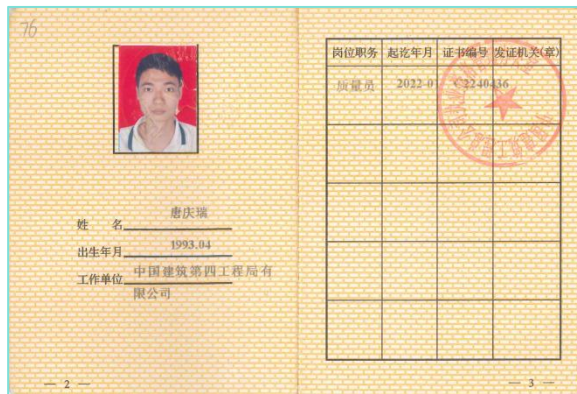 76
姓 名 唐庆瑞
出生年月 1993.04
工作单位 中国建筑第四工程局有
限公司
— 2 —
岗位职务 起讫年月 证书编号 发证机关(章)
质量员 2022-07 C2240436
— 3 —